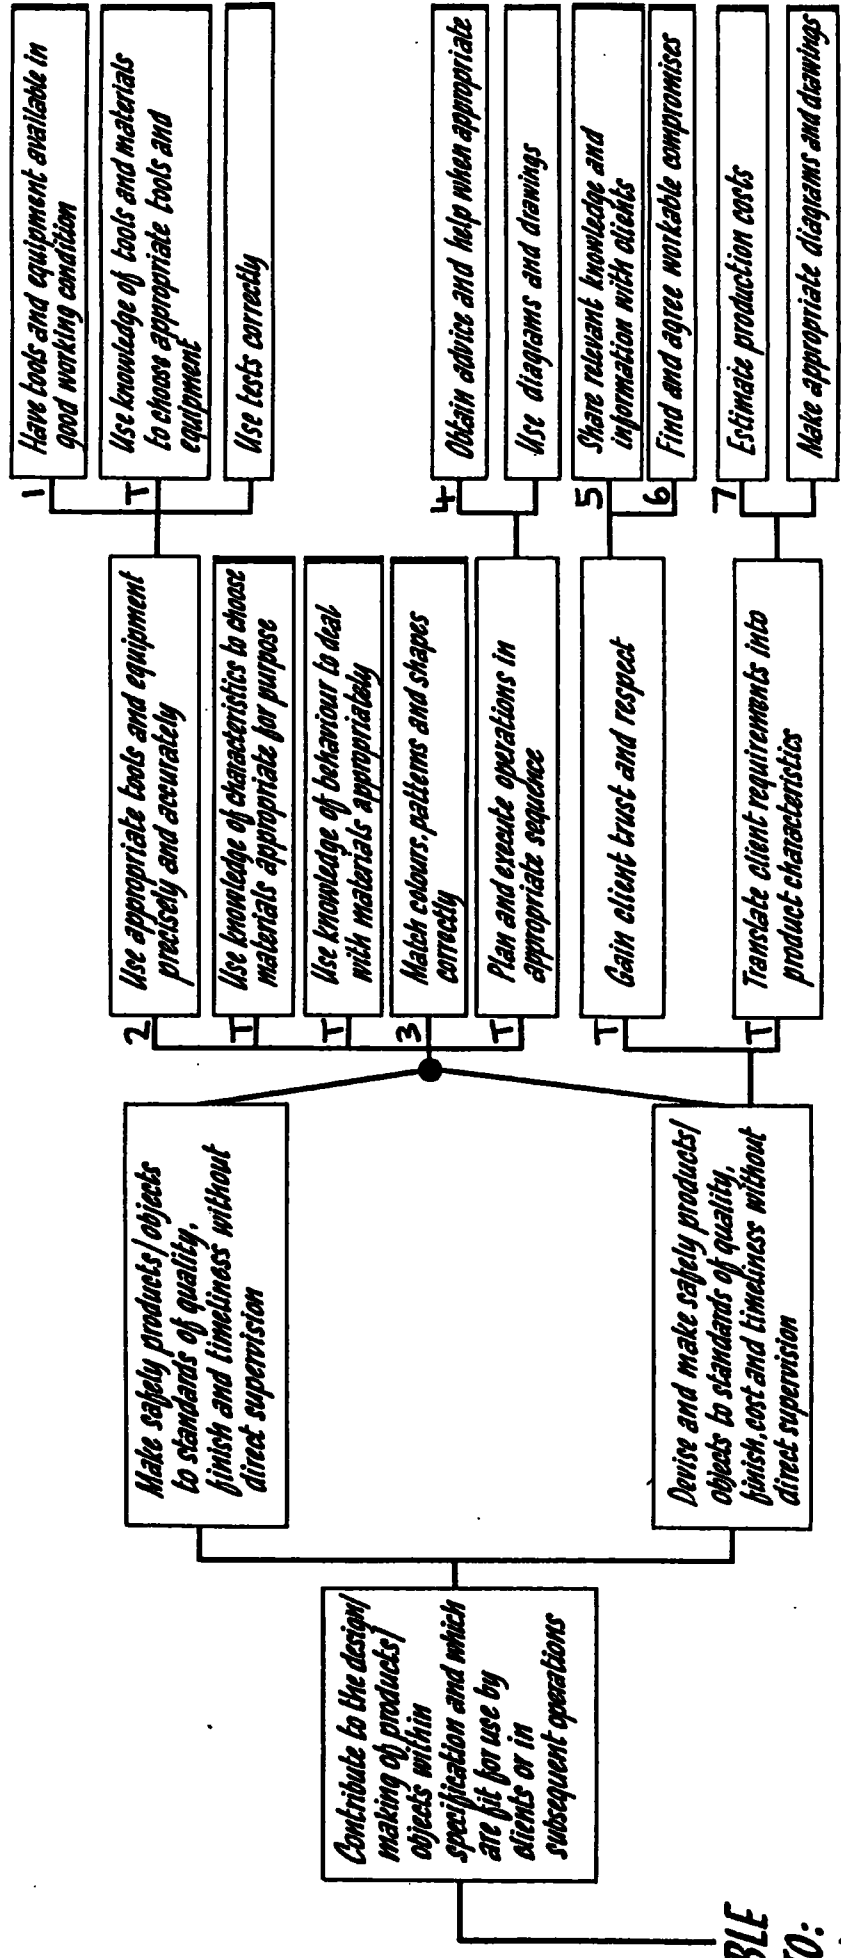 BLE
TO:
Contribute to the design/
making of products/
objects within
specification and which
are fit for use by
clients or in
subsequent operations
Make safely products/objects
to standards of quality,
finish and timeliness without
direct supervision
Devise and make safely products/
objects to standards of quality,
finish, cost and timeliness without
direct supervision
2
Use appropriate tools and equipment
precisely and accurately
T
Use knowledge of characteristics to choose
materials appropriate for purpose
T
Use knowledge of behaviour to deal
with materials appropriately
3
Match colours, patterns and shapes
correctly
T
Plan and execute operations in
appropriate sequence
T
Gain client trust and respect
T
Translate client requirements into
product characteristics
1
Have tools and equipment available in
good working condition
T
Use knowledge of tools and materials
to choose appropriate tools and
equipment
Use tests correctly
4
Obtain advice and help when appropriate
Use diagrams and drawings
5
Share relevant knowledge and
information with clients
6
Find and agree workable compromises
7
Estimate production costs
Make appropriate diagrams and drawings